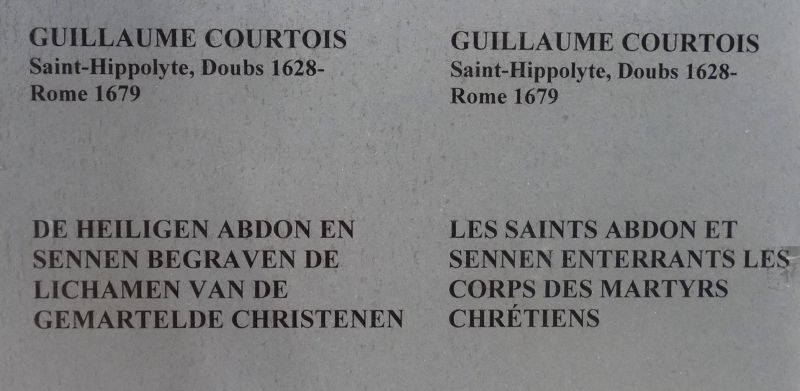 GUILLAUME COURTOIS
Saint-Hippolyte, Doubs 1628-
Rome 1679
DE HEILIGEN ABDON EN
SENNEN BEGRAVEN DE
LICHAMEN VAN DE
GEMARTELDE CHRISTENEN
GUILLAUME COURTOIS
Saint-Hippolyte, Doubs 1628-
Rome 1679
LES SAINTS ABDON ET
SENNEN ENTERRANTS LES
CORPS DES MARTYRS
CHRÉTIENS